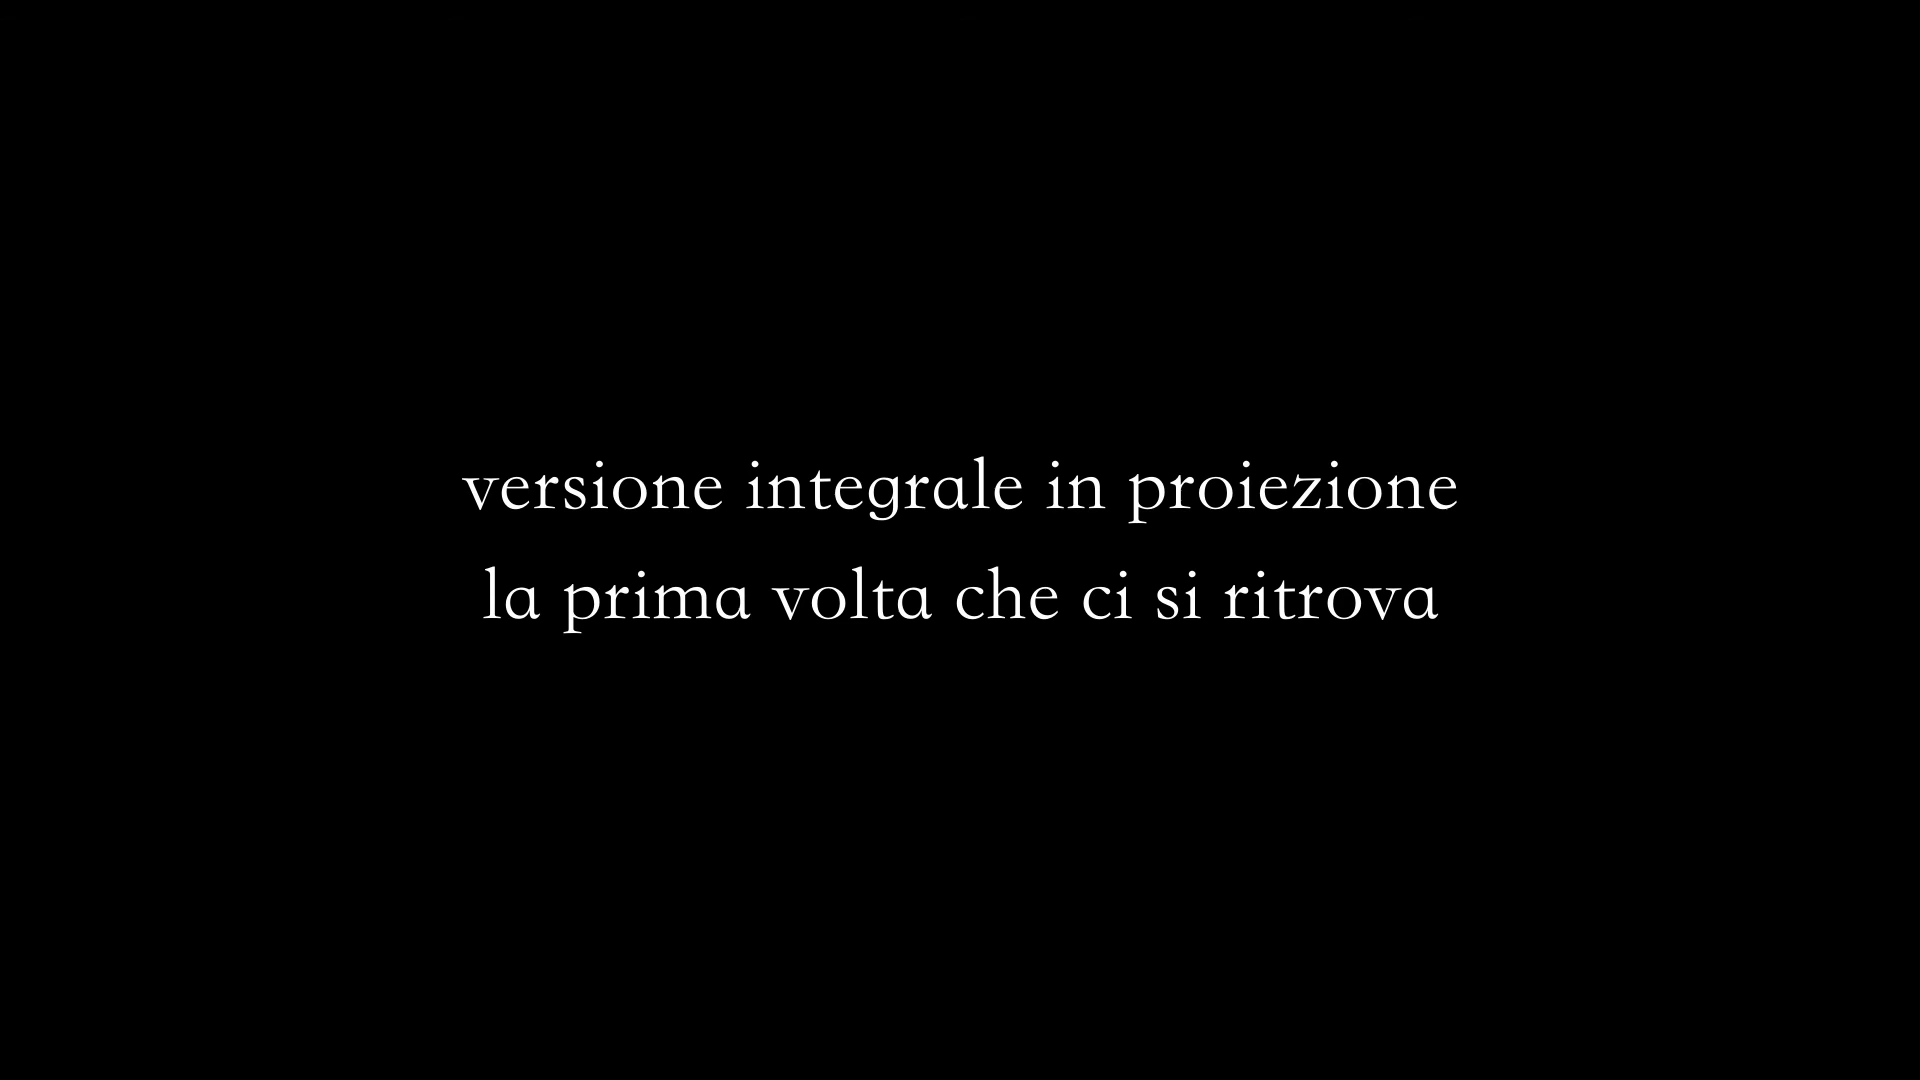 versione integrale in proiezione
la prima volta che ci si ritrova